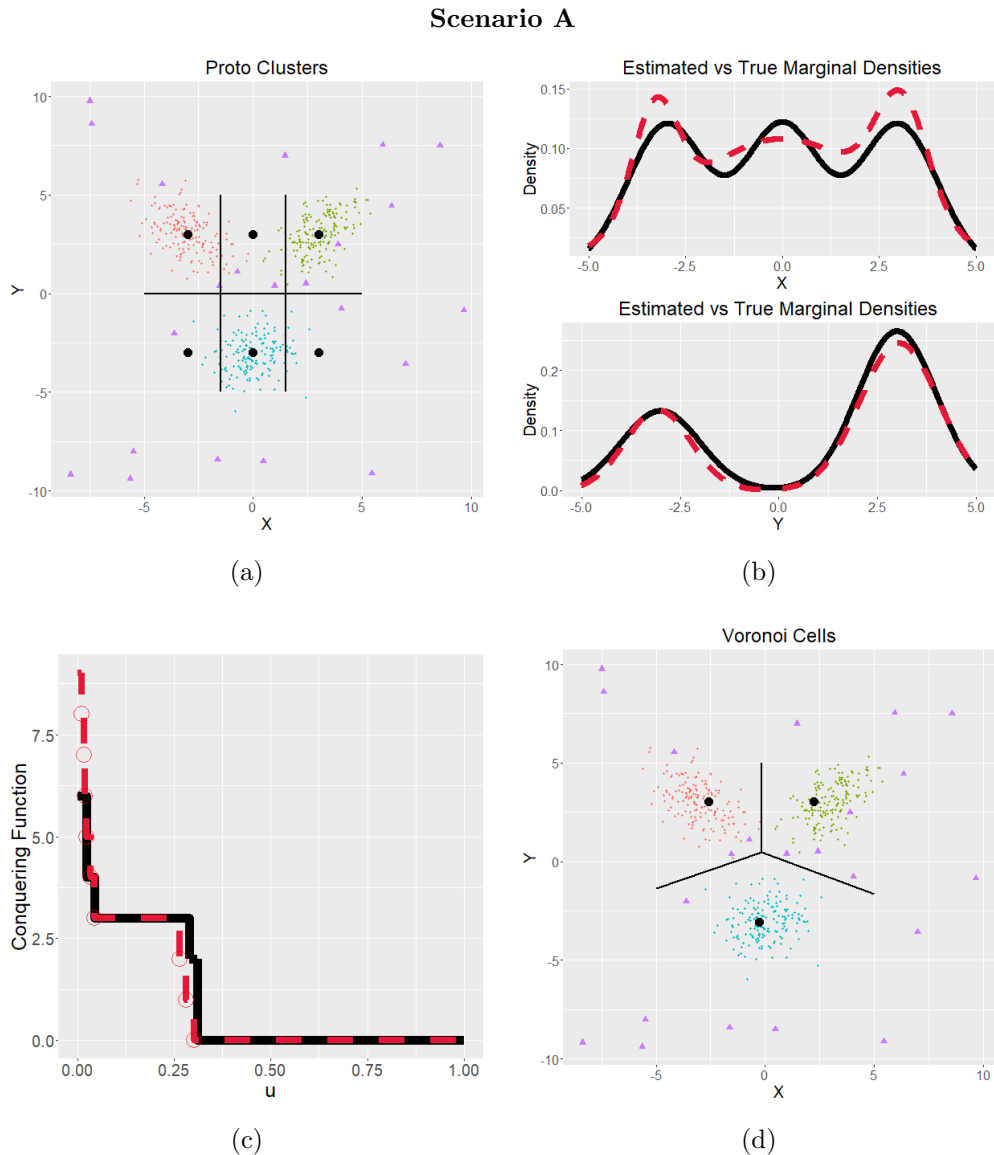 Scenario A
Proto Clusters
10
5
0
-5
-10
Y
-5
0
5
10
X
(a)
Estimated vs True Marginal Densities
0.15
0.10
0.05
Density
-5.0
-2.5
0.0
2.5
5.0
X
Estimated vs True Marginal Densities
0.2
0.1
0.0
Density
-5.0
-2.5
0.0
2.5
5.0
Y
(b)
7.5
5.0
2.5
0.0
Conquering Function
0.00
0.25
0.50
0.75
1.00
u
(c)
Voronoi Cells
10
5
0
-5
-10
Y
-5
0
5
10
X
(d)